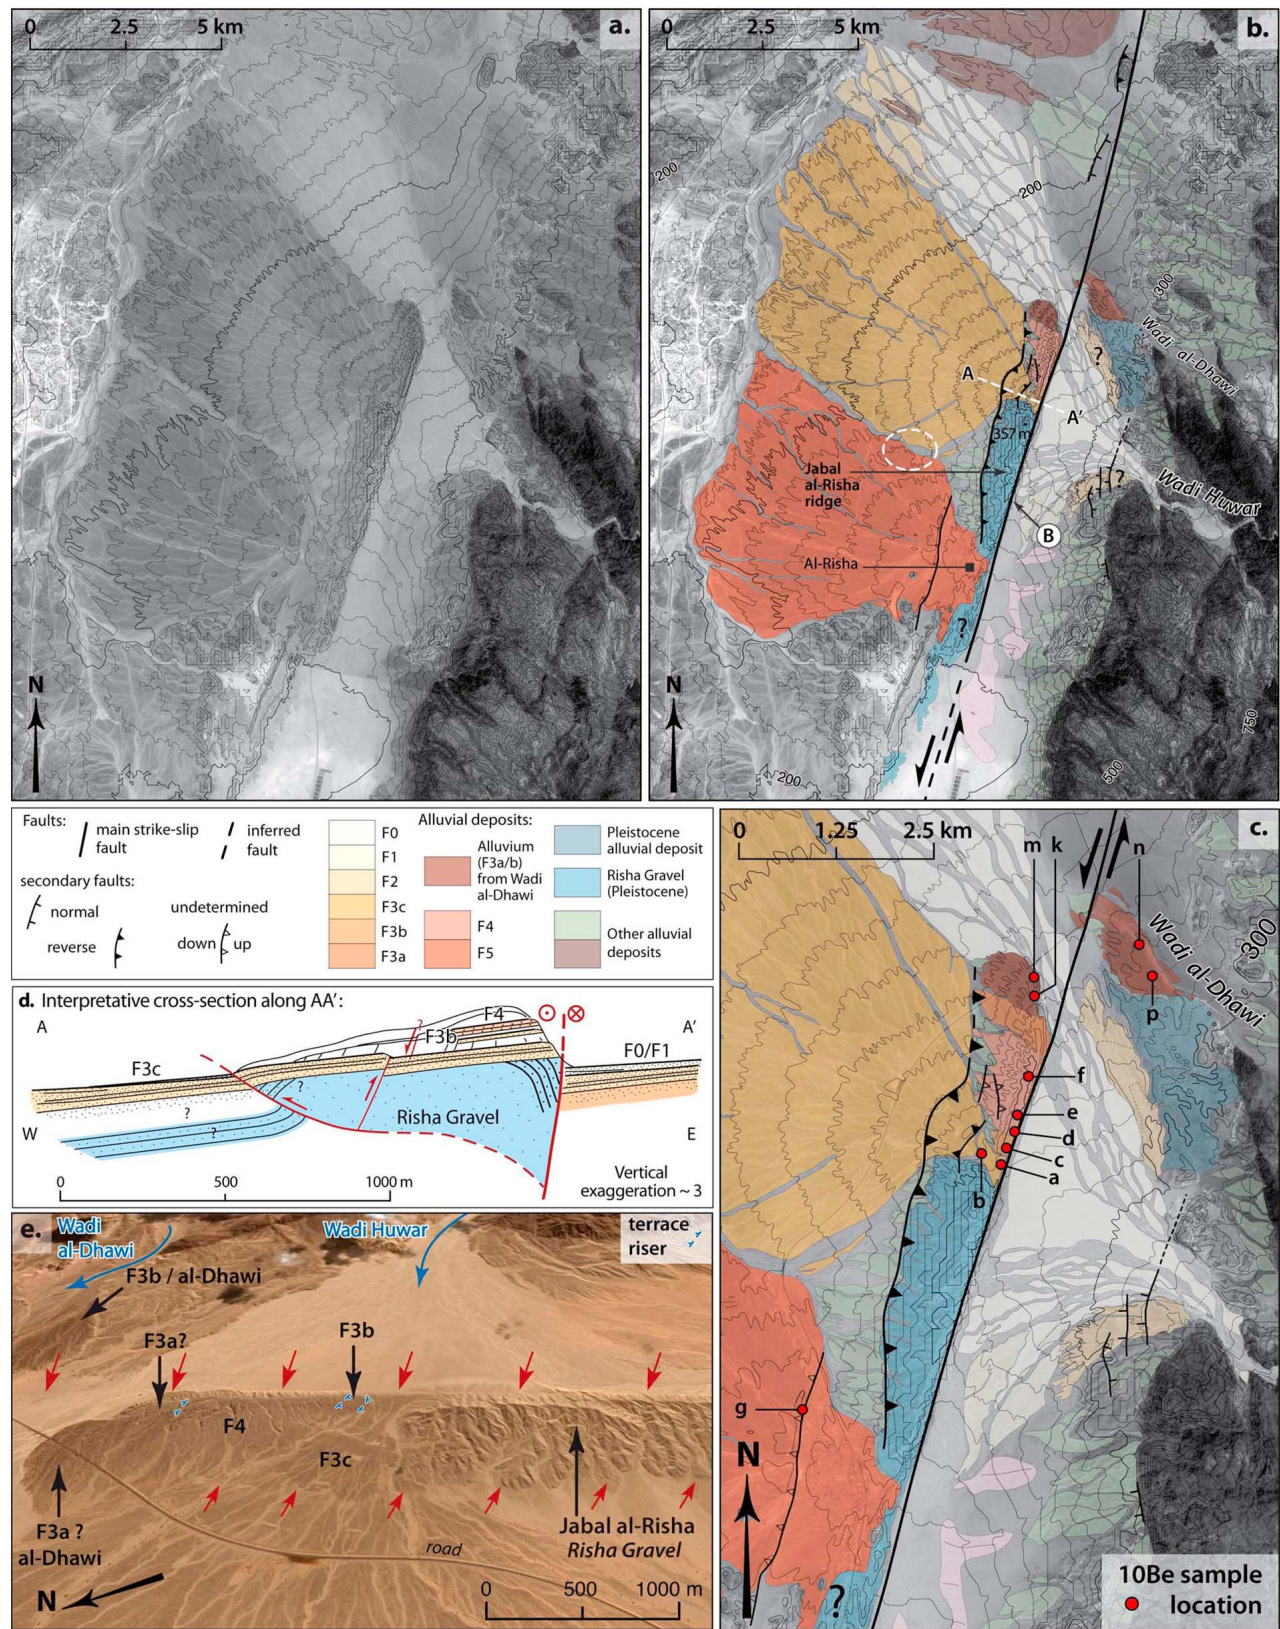 0 2.5 5 km
a.
N
0 2.5 5 km
b.
200
200
300
Wadi al-Dhawi
?
A
A'
357 m
Jabal
al-Risha
ridge
?
Wadi Huwar
B
Al-Risha
?
N
200
500
750
Faults:
main strike-slip
fault
inferred
fault
secondary faults:
normal
reverse
undetermined
down up
F0
F1
F2
F3c
F3b
F3a
Alluvial deposits:
Alluvium
(F3a/b)
from Wadi
al-Dhawi
F4
F5
Pleistocene
alluvial deposit
Risha Gravel
(Pleistocene)
Other alluvial
deposits
c.
0 1.25 2.5 km
m k n
Wadi al-Dhawi
300
p
f
e
d
c
a
b
g
N
?
10Be sample
location
d. Interpretative cross-section along AA':
A
A'
?
F4
F3b
F3c
F0/F1
?
?
?
Risha Gravel
W
E
0 500 1000 m
Vertical
exaggeration ~ 3
e.
Wadi
al-Dhawi
Wadi Huwar
terrace
riser
F3b / al-Dhawi
F3a?
F3b
F4
F3c
F3a ?
al-Dhawi
Jabal al-Risha
Risha Gravel
road
N
0 500 1000 m